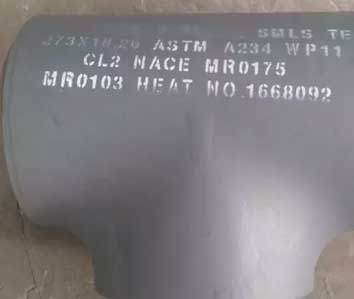 SMLS TE
273X18.26 ASTM A234 WP11
CL2 NACE MR0175
MR0103 HEAT NO.1668092